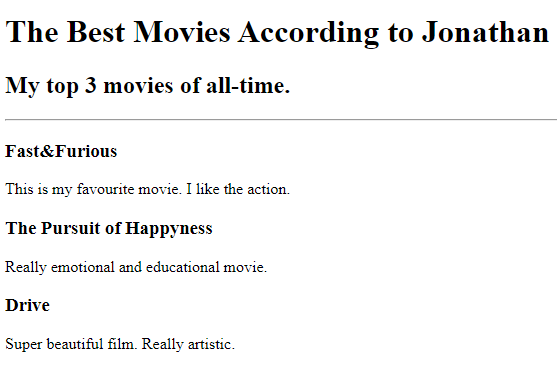 The Best Movies According to Jonathan
My top 3 movies of all-time.
Fast&Furious
This is my favourite movie. I like the action.
The Pursuit of Happyness
Really emotional and educational movie.
Drive
Super beautiful film. Really artistic.